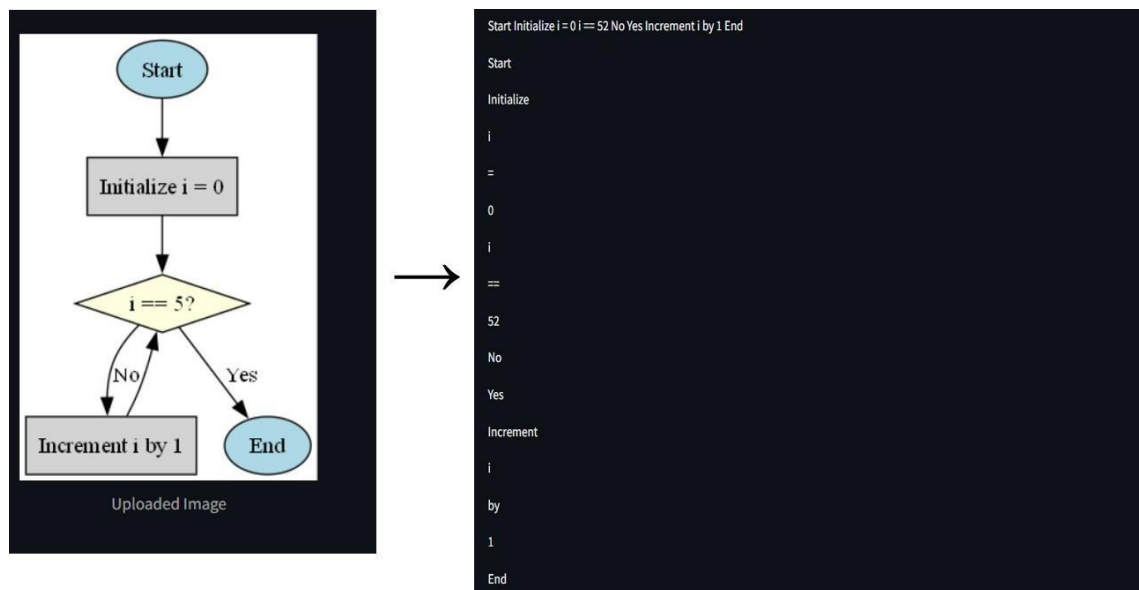 Start
Initialize i = 0
i == 5?
No
Yes
Increment i by 1
End
Uploaded Image
Start Initialize i = 0 i == 52 No Yes Increment i by 1 End
Start
Initialize
i
=
0
i
==
52
No
Yes
Increment
i
by
1
End